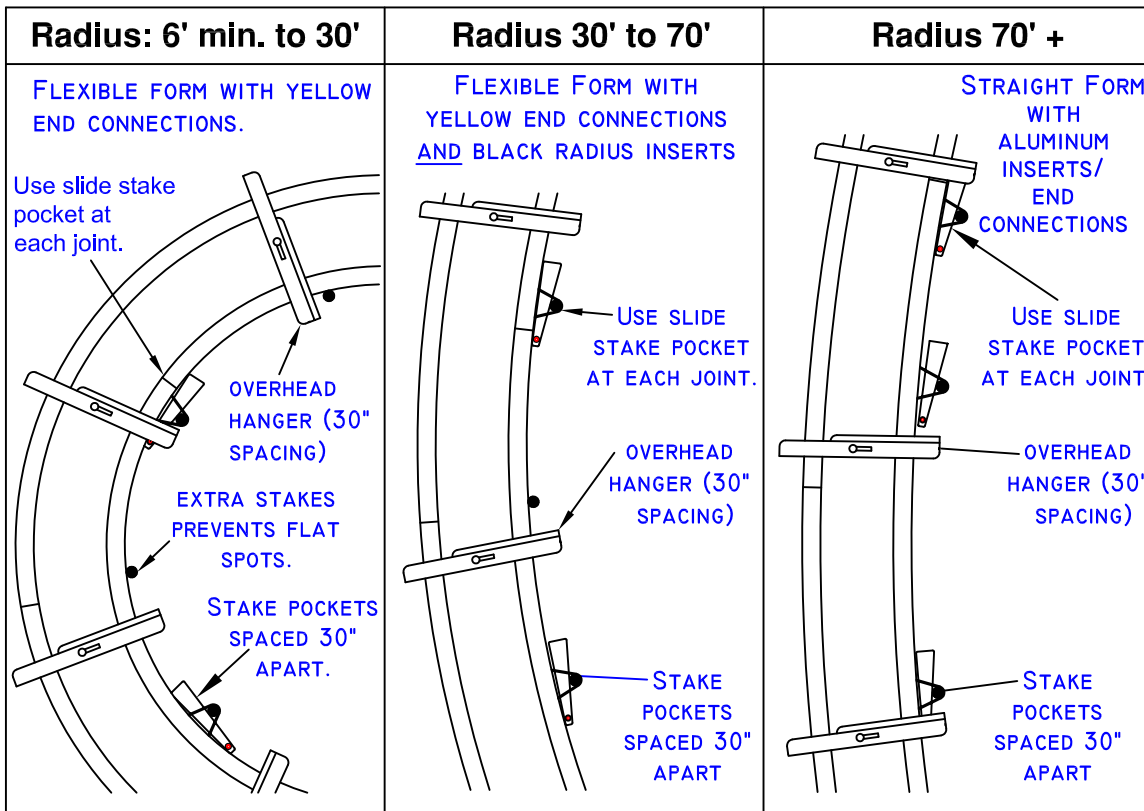 Radius: 6' min. to 30'
FLEXIBLE FORM WITH YELLOW
END CONNECTIONS.
Use slide stake
pocket at
each joint.
OVERHEAD
HANGER (30"
SPACING)
EXTRA STAKES
PREVENTS FLAT
SPOTS.
STAKE POCKETS
SPACED 30"
APART.
Radius 30' to 70'
FLEXIBLE FORM WITH
YELLOW END CONNECTIONS
AND BLACK RADIUS INSERTS
USE SLIDE
STAKE POCKET
AT EACH JOINT.
OVERHEAD
HANGER (30"
SPACING)
STAKE
POCKETS
SPACED 30"
APART
Radius 70' +
STRAIGHT FORM
WITH
ALUMINUM
INSERTS/
END
CONNECTIONS
USE SLIDE
STAKE POCKET
AT EACH JOINT
OVERHEAD
HANGER (30"
SPACING)
STAKE
POCKETS
SPACED 30"
APART